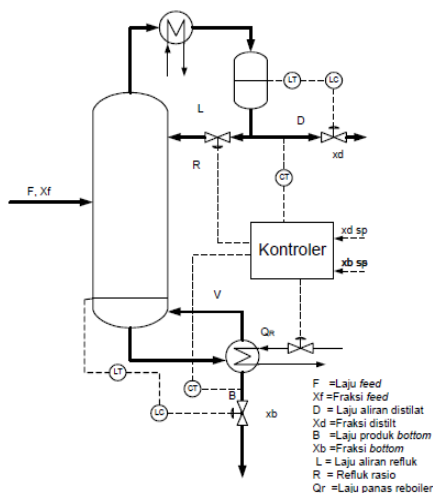 LT
LC
L
D
xd
R
CT
F, Xf
xd sp
Kontroler
xb sp
V
QR
LT
CT
B
LC
xb
F =Laju feed
Xf =Fraksi feed
D = Laju aliran distilat
Xd =Fraksi distilt
B =Laju produk bottom
Xb =Fraksi bottom
L = Laju aliran refluk
R = Refluk rasio
Qr =Laju panas reboiler